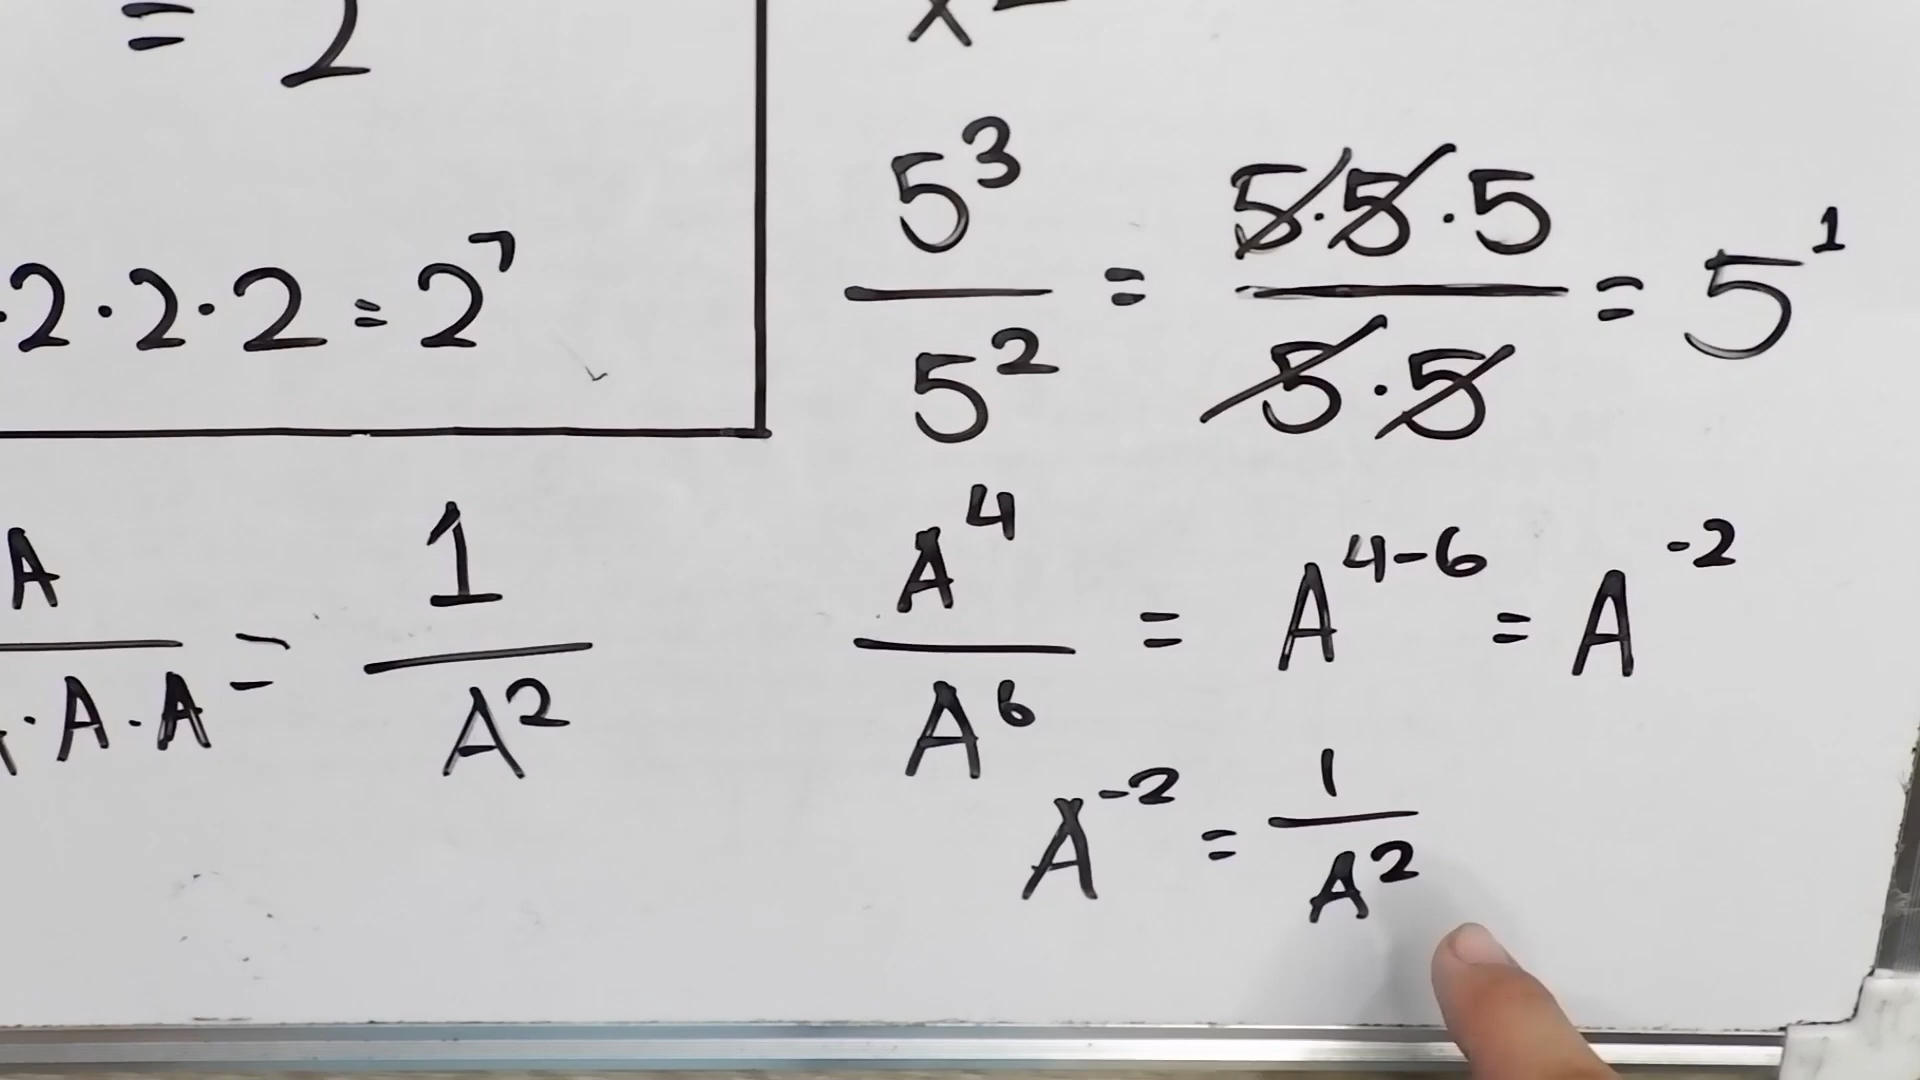 = 2
x
5³/5² = 5·5·5/5·5 = 5¹
·2·2·2 = 2⁷
A/·A·A = 1/A²
A⁴/A⁶ = A⁴⁻⁶ = A⁻²
A⁻² = 1/A²